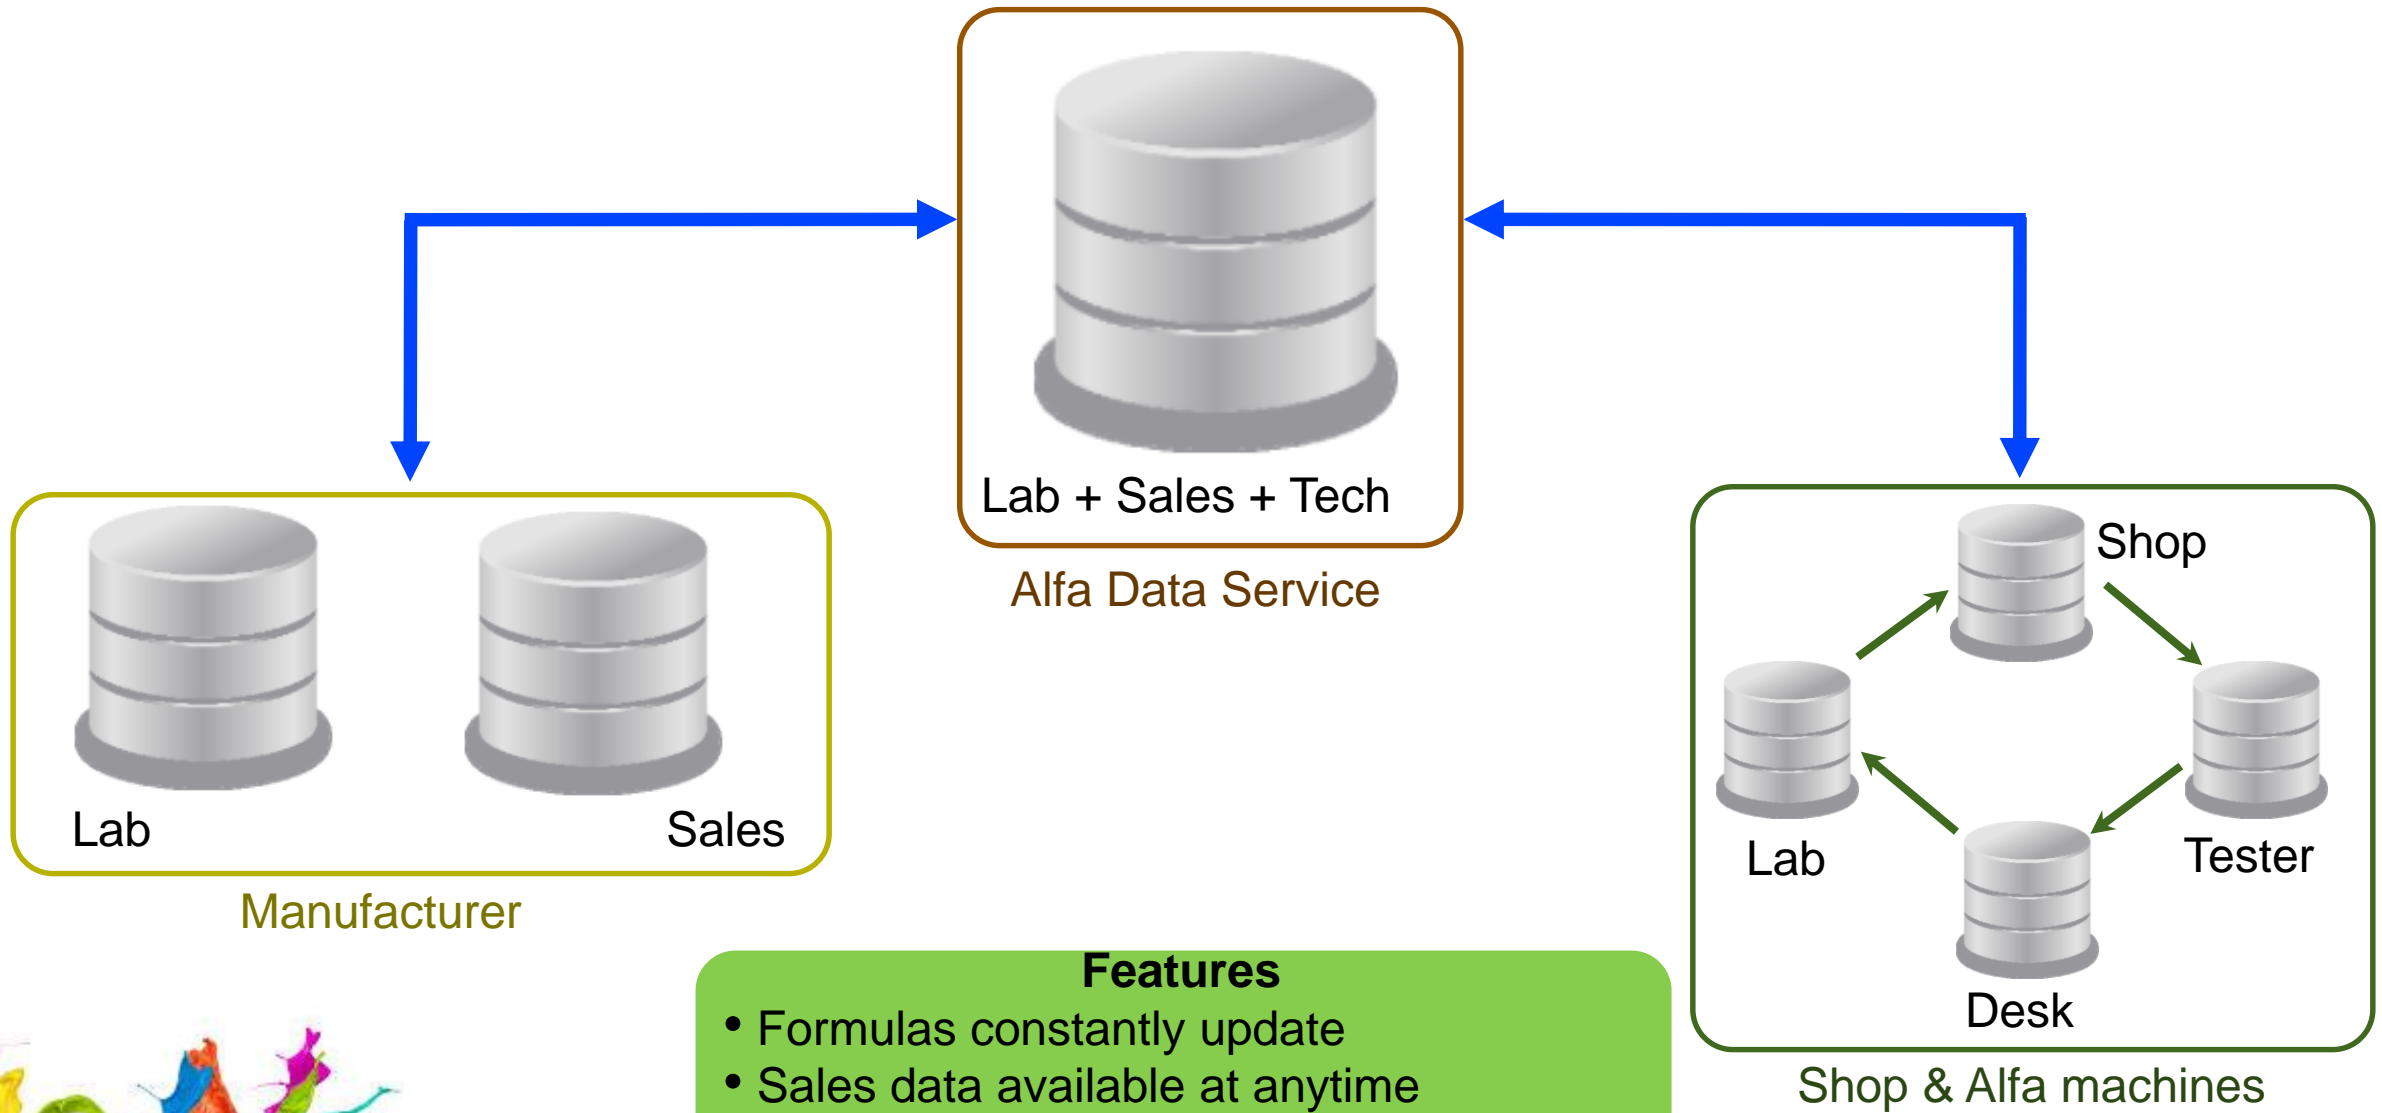 Lab + Sales + Tech
Alfa Data Service
Lab
Sales
Manufacturer
Shop
Lab
Tester
Desk
Shop & Alfa machines
Features
• Formulas constantly update
• Sales data available at anytime